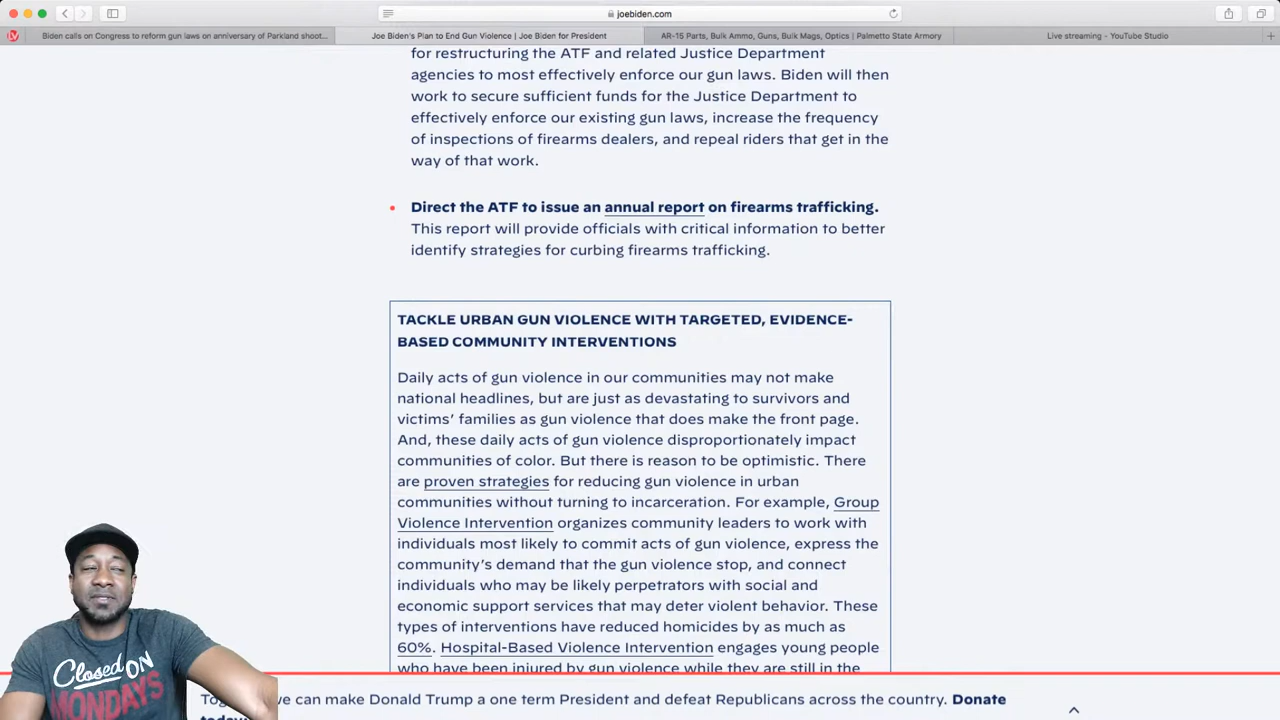 joebiden.com
Biden calls on Congress to reform gun laws on anniversary of Parkland shoot...
Joe Biden's Plan to End Gun Violence | Joe Biden for President
AR-15 Parts, Bulk Ammo, Guns, Bulk Mags, Optics | Palmetto State Armory
Live streaming - YouTube Studio
for restructuring the ATF and related Justice Department
agencies to most effectively enforce our gun laws. Biden will then
work to secure sufficient funds for the Justice Department to
effectively enforce our existing gun laws, increase the frequency
of inspections of firearms dealers, and repeal riders that get in the
way of that work.
Direct the ATF to issue an annual report on firearms trafficking.
This report will provide officials with critical information to better
identify strategies for curbing firearms trafficking.
TACKLE URBAN GUN VIOLENCE WITH TARGETED, EVIDENCE-
BASED COMMUNITY INTERVENTIONS
Daily acts of gun violence in our communities may not make
national headlines, but are just as devastating to survivors and
victims’ families as gun violence that does make the front page.
And, these daily acts of gun violence disproportionately impact
communities of color. But there is reason to be optimistic. There
are proven strategies for reducing gun violence in urban
communities without turning to incarceration. For example, Group
Violence Intervention organizes community leaders to work with
individuals most likely to commit acts of gun violence, express the
community’s demand that the gun violence stop, and connect
individuals who may be likely perpetrators with social and
economic support services that may deter violent behavior. These
types of interventions have reduced homicides by as much as
60%. Hospital-Based Violence Intervention engages young people
who have been injured by gun violence while they are still in the
we can make Donald Trump a one term President and defeat Republicans across the country. Donate
CLOSED ON
MONDAYS